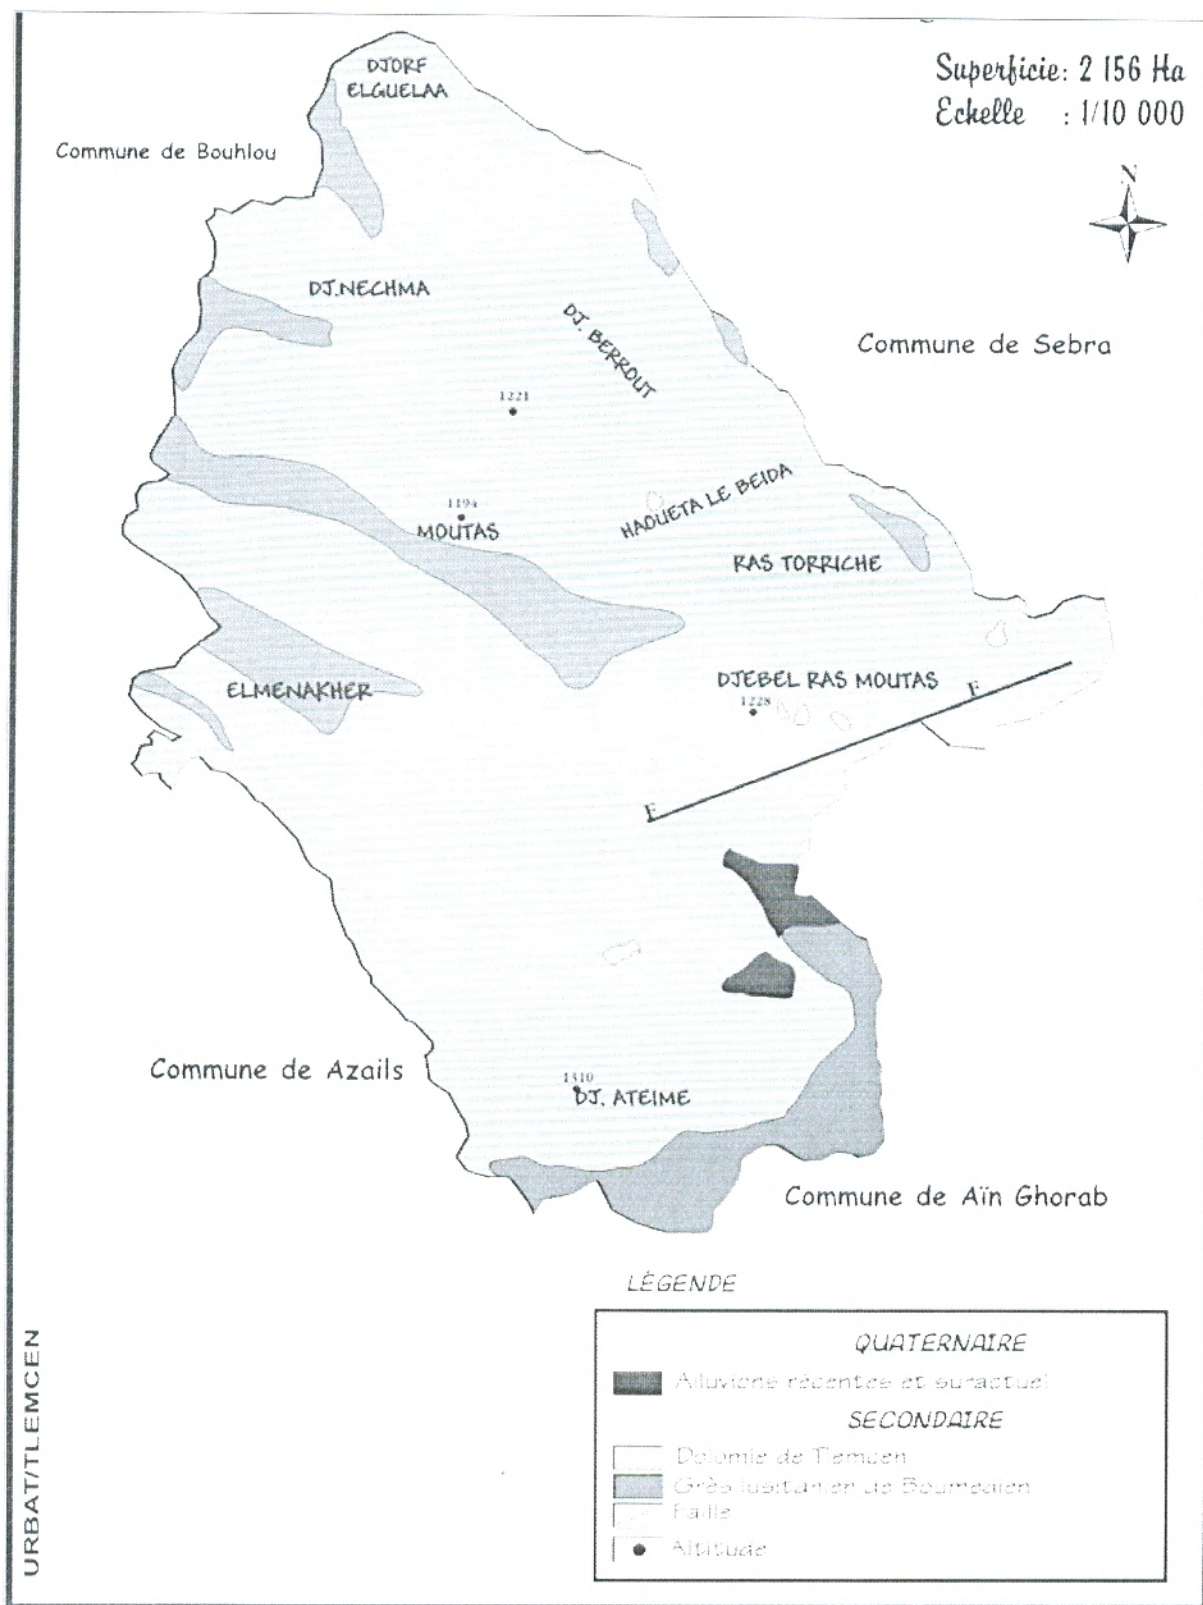 Superficie: 2 156 Ha
Echelle : 1/10 000
N
DJORF
ELGUELAA
Commune de Bouhlou
DJ.NECHMA
DJ. BERROUT
Commune de Sebra
1221
1194
MOUTAS
HAOUETA LE BEIDA
RAS TORRICHE
ELMENAKHER
DJEBEL RAS MOUTAS
1228
F
F
Commune de Azails
1310
DJ. ATEIME
Commune de Aïn Ghorab
LÉGENDE
QUATERNAIRE
Alluvions récentes et suractuel
SECONDAIRE
Dolomie de Tlemcen
Grès lusitanier de Boumedien
Faille
Altitude
URBAT/TLEMCEN